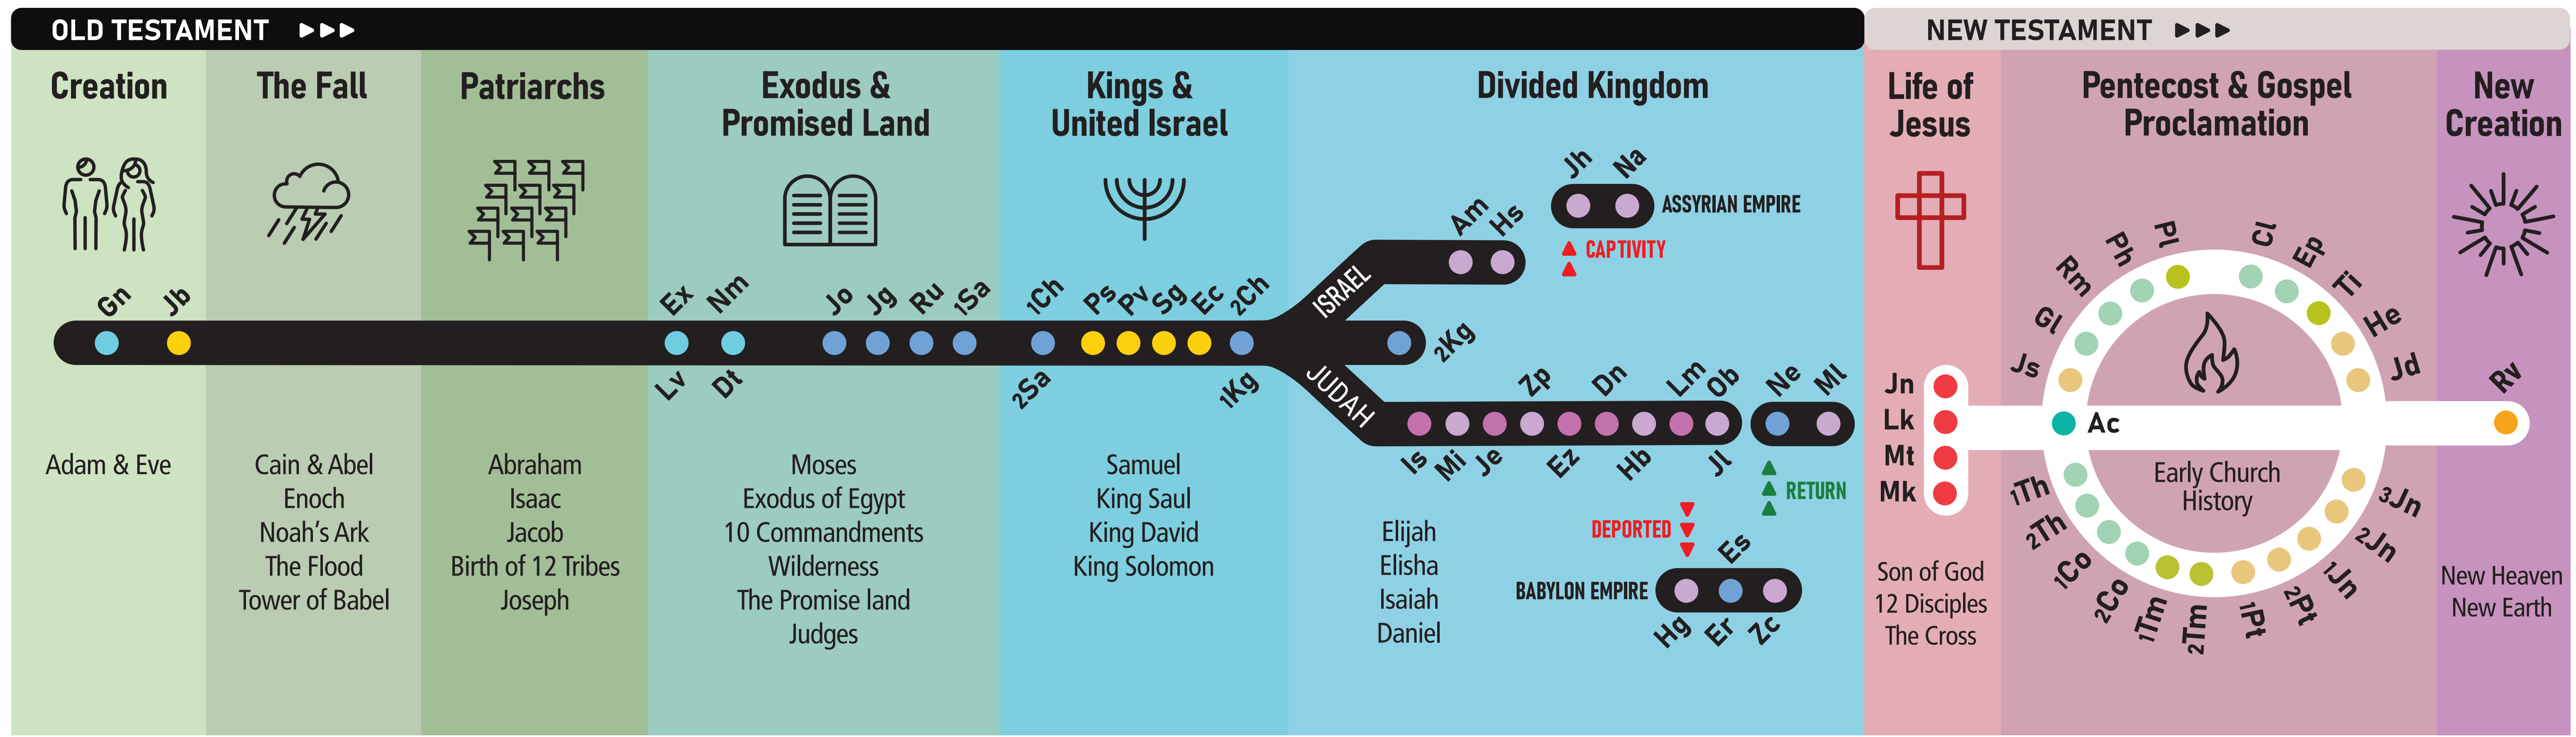 OLD TESTAMENT
NEW TESTAMENT
Creation
Gn
Jb
Adam & Eve
The Fall
Cain & Abel
Enoch
Noah's Ark
The Flood
Tower of Babel
Patriarchs
Abraham
Isaac
Jacob
Birth of 12 Tribes
Joseph
Exodus &
Promised Land
Ex
Nm
Jo
Jg
Ru
1Sa
Lv
Dt
Moses
Exodus of Egypt
10 Commandments
Wilderness
The Promise land
Judges
Kings &
United Israel
1Ch
Ps
Pv
Sg
Ec
2Ch
2Sa
1Kg
Samuel
King Saul
King David
King Solomon
Divided Kingdom
Jh
Na
ASSYRIAN EMPIRE
CAPTIVITY
Am
Hs
ISRAEL
2Kg
JUDAH
Zp
Dn
Lm
Ob
Ne
Ml
Is
Mi
Je
Ez
Hb
Jl
RETURN
DEPORTED
Es
BABYLON EMPIRE
Hg
Er
Zc
Elijah
Elisha
Isaiah
Daniel
Life of
Jesus
Jn
Lk
Mt
Mk
Son of God
12 Disciples
The Cross
Pentecost & Gospel
Proclamation
Js
Gl
Rm
Ph
Pl
Cl
Ep
Ti
He
Jd
Ac
Early Church
History
1Th
2Th
1Co
2Co
1Tm
2Tm
1Pt
2Pt
1Jn
2Jn
3Jn
New
Creation
Rv
New Heaven
New Earth